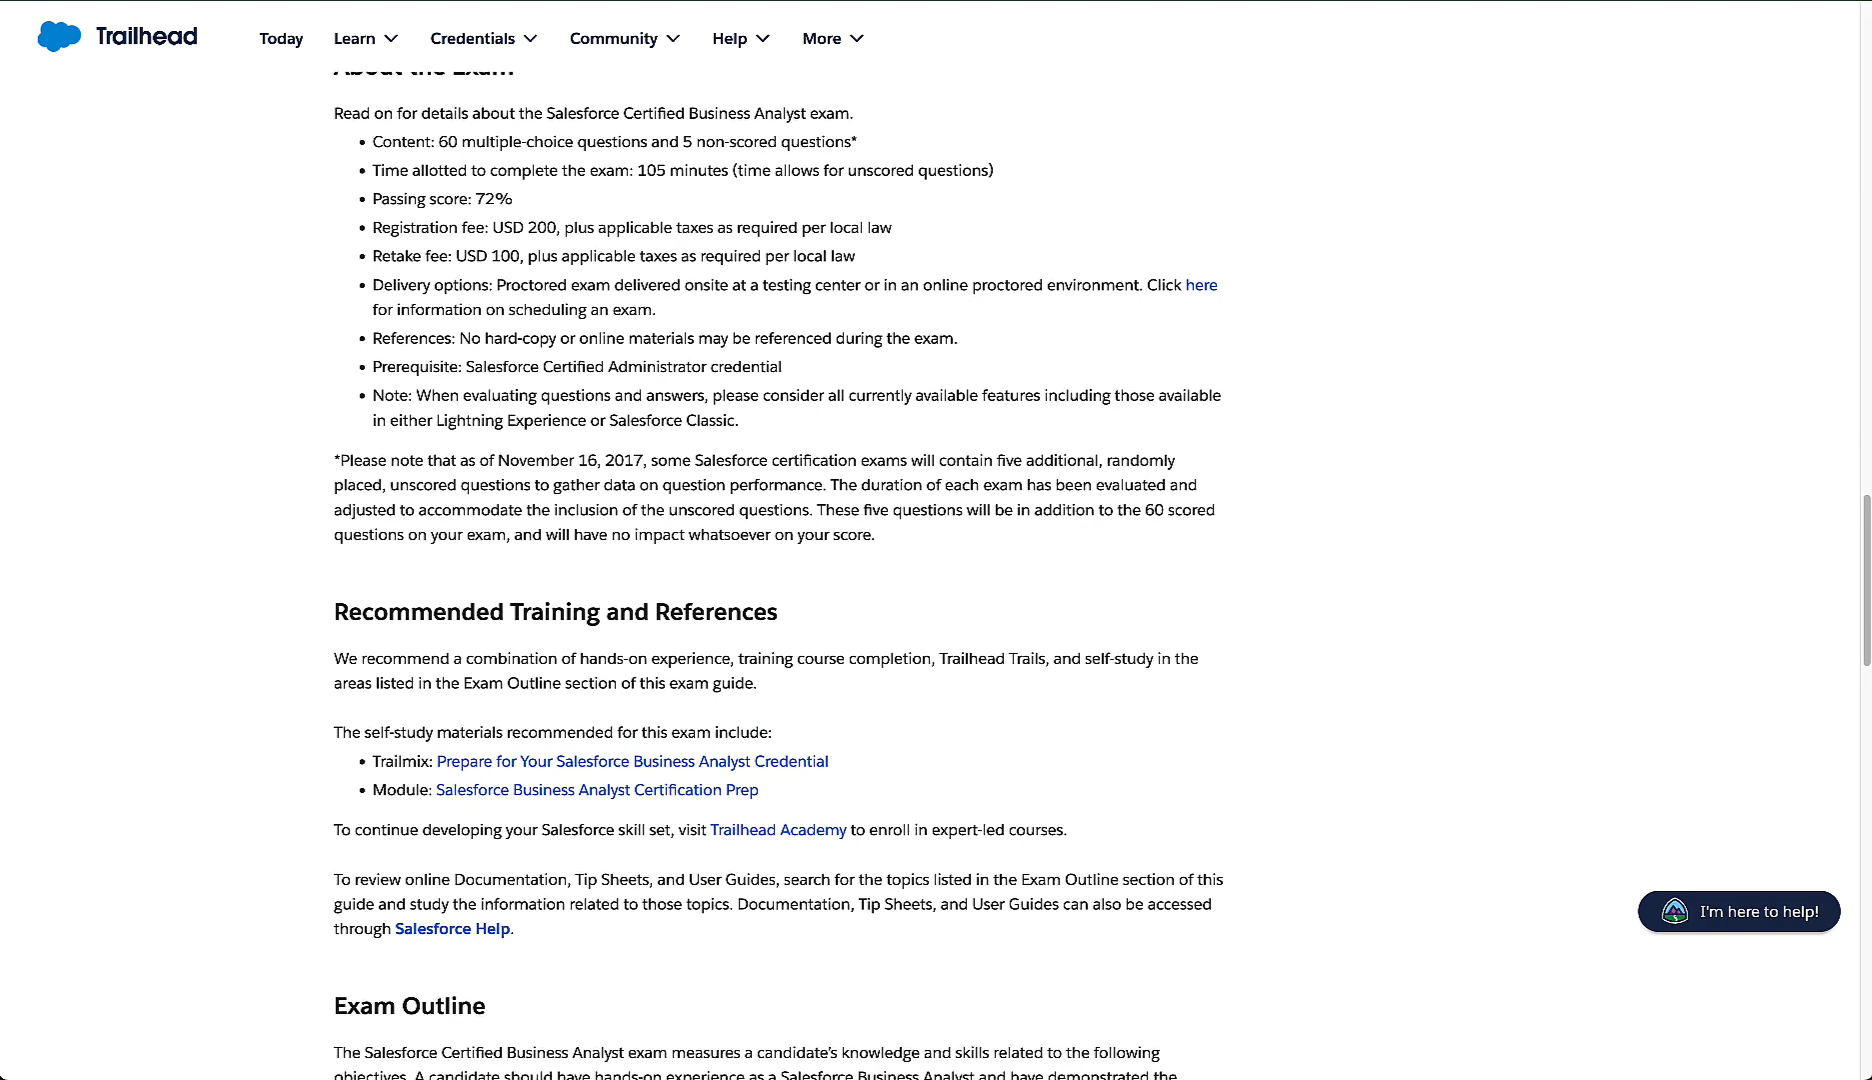 Trailhead
Today Learn Credentials Community Help More
About the Exam
Read on for details about the Salesforce Certified Business Analyst exam.
• Content: 60 multiple-choice questions and 5 non-scored questions*
• Time allotted to complete the exam: 105 minutes (time allows for unscored questions)
• Passing score: 72%
• Registration fee: USD 200, plus applicable taxes as required per local law
• Retake fee: USD 100, plus applicable taxes as required per local law
• Delivery options: Proctored exam delivered onsite at a testing center or in an online proctored environment. Click here
for information on scheduling an exam.
• References: No hard-copy or online materials may be referenced during the exam.
• Prerequisite: Salesforce Certified Administrator credential
• Note: When evaluating questions and answers, please consider all currently available features including those available
in either Lightning Experience or Salesforce Classic.
*Please note that as of November 16, 2017, some Salesforce certification exams will contain five additional, randomly
placed, unscored questions to gather data on question performance. The duration of each exam has been evaluated and
adjusted to accommodate the inclusion of the unscored questions. These five questions will be in addition to the 60 scored
questions on your exam, and will have no impact whatsoever on your score.
Recommended Training and References
We recommend a combination of hands-on experience, training course completion, Trailhead Trails, and self-study in the
areas listed in the Exam Outline section of this exam guide.
The self-study materials recommended for this exam include:
• Trailmix: Prepare for Your Salesforce Business Analyst Credential
• Module: Salesforce Business Analyst Certification Prep
To continue developing your Salesforce skill set, visit Trailhead Academy to enroll in expert-led courses.
To review online Documentation, Tip Sheets, and User Guides, search for the topics listed in the Exam Outline section of this
guide and study the information related to those topics. Documentation, Tip Sheets, and User Guides can also be accessed
through Salesforce Help.
I'm here to help!
Exam Outline
The Salesforce Certified Business Analyst exam measures a candidate's knowledge and skills related to the following
objectives. A candidate should have hands-on experience as a Salesforce Business Analyst and have demonstrated the